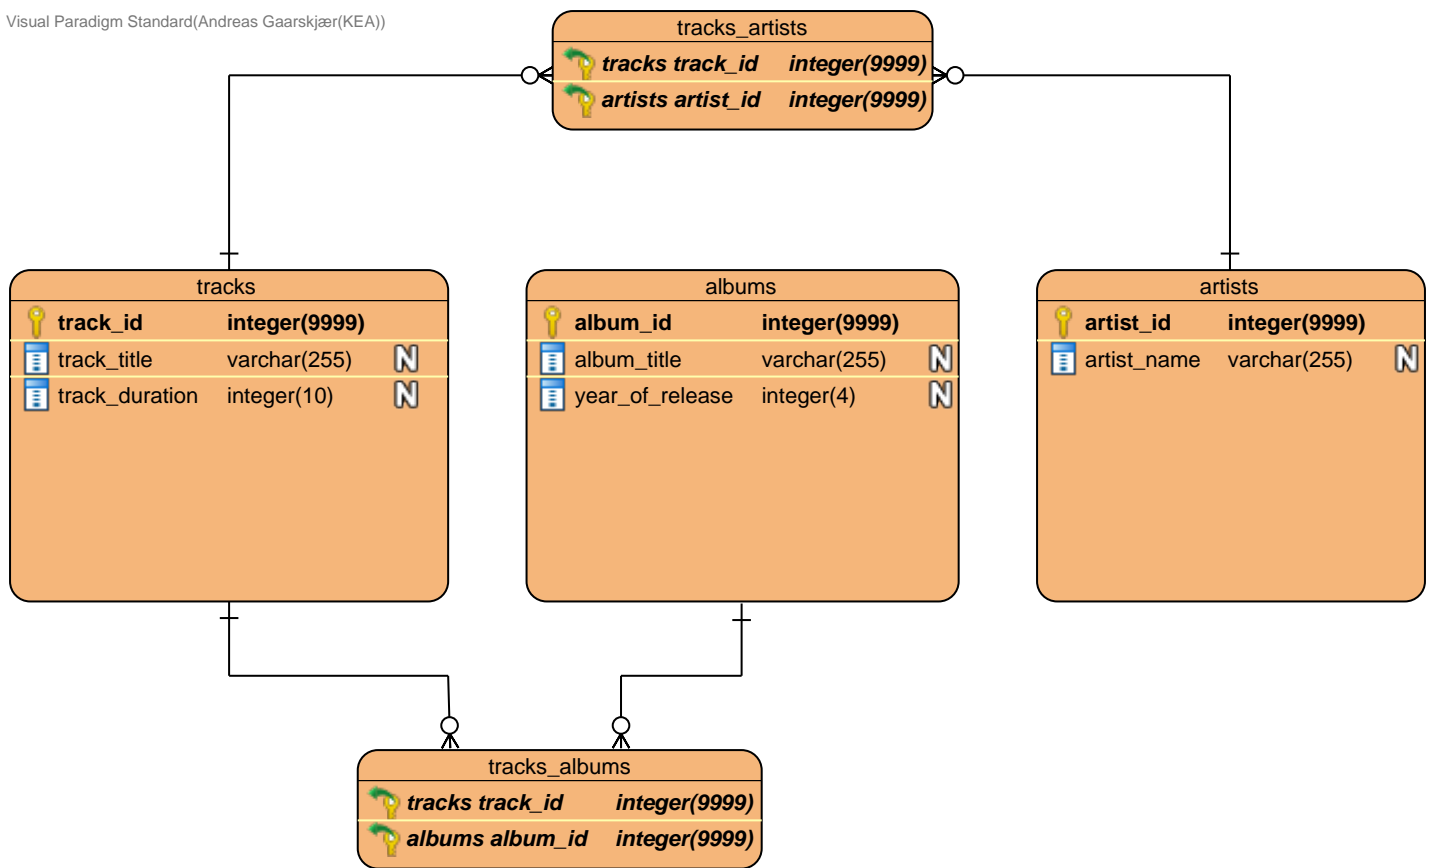 Visual Paradigm Standard(Andreas Gaarskjær(KEA))
tracks_artists
tracks track_id integer(9999)
artists artist_id integer(9999)
tracks
track_id integer(9999)
track_title varchar(255) N
track_duration integer(10) N
albums
album_id integer(9999)
album_title varchar(255) N
year_of_release integer(4) N
artists
artist_id integer(9999)
artist_name varchar(255) N
tracks_albums
tracks track_id integer(9999)
albums album_id integer(9999)